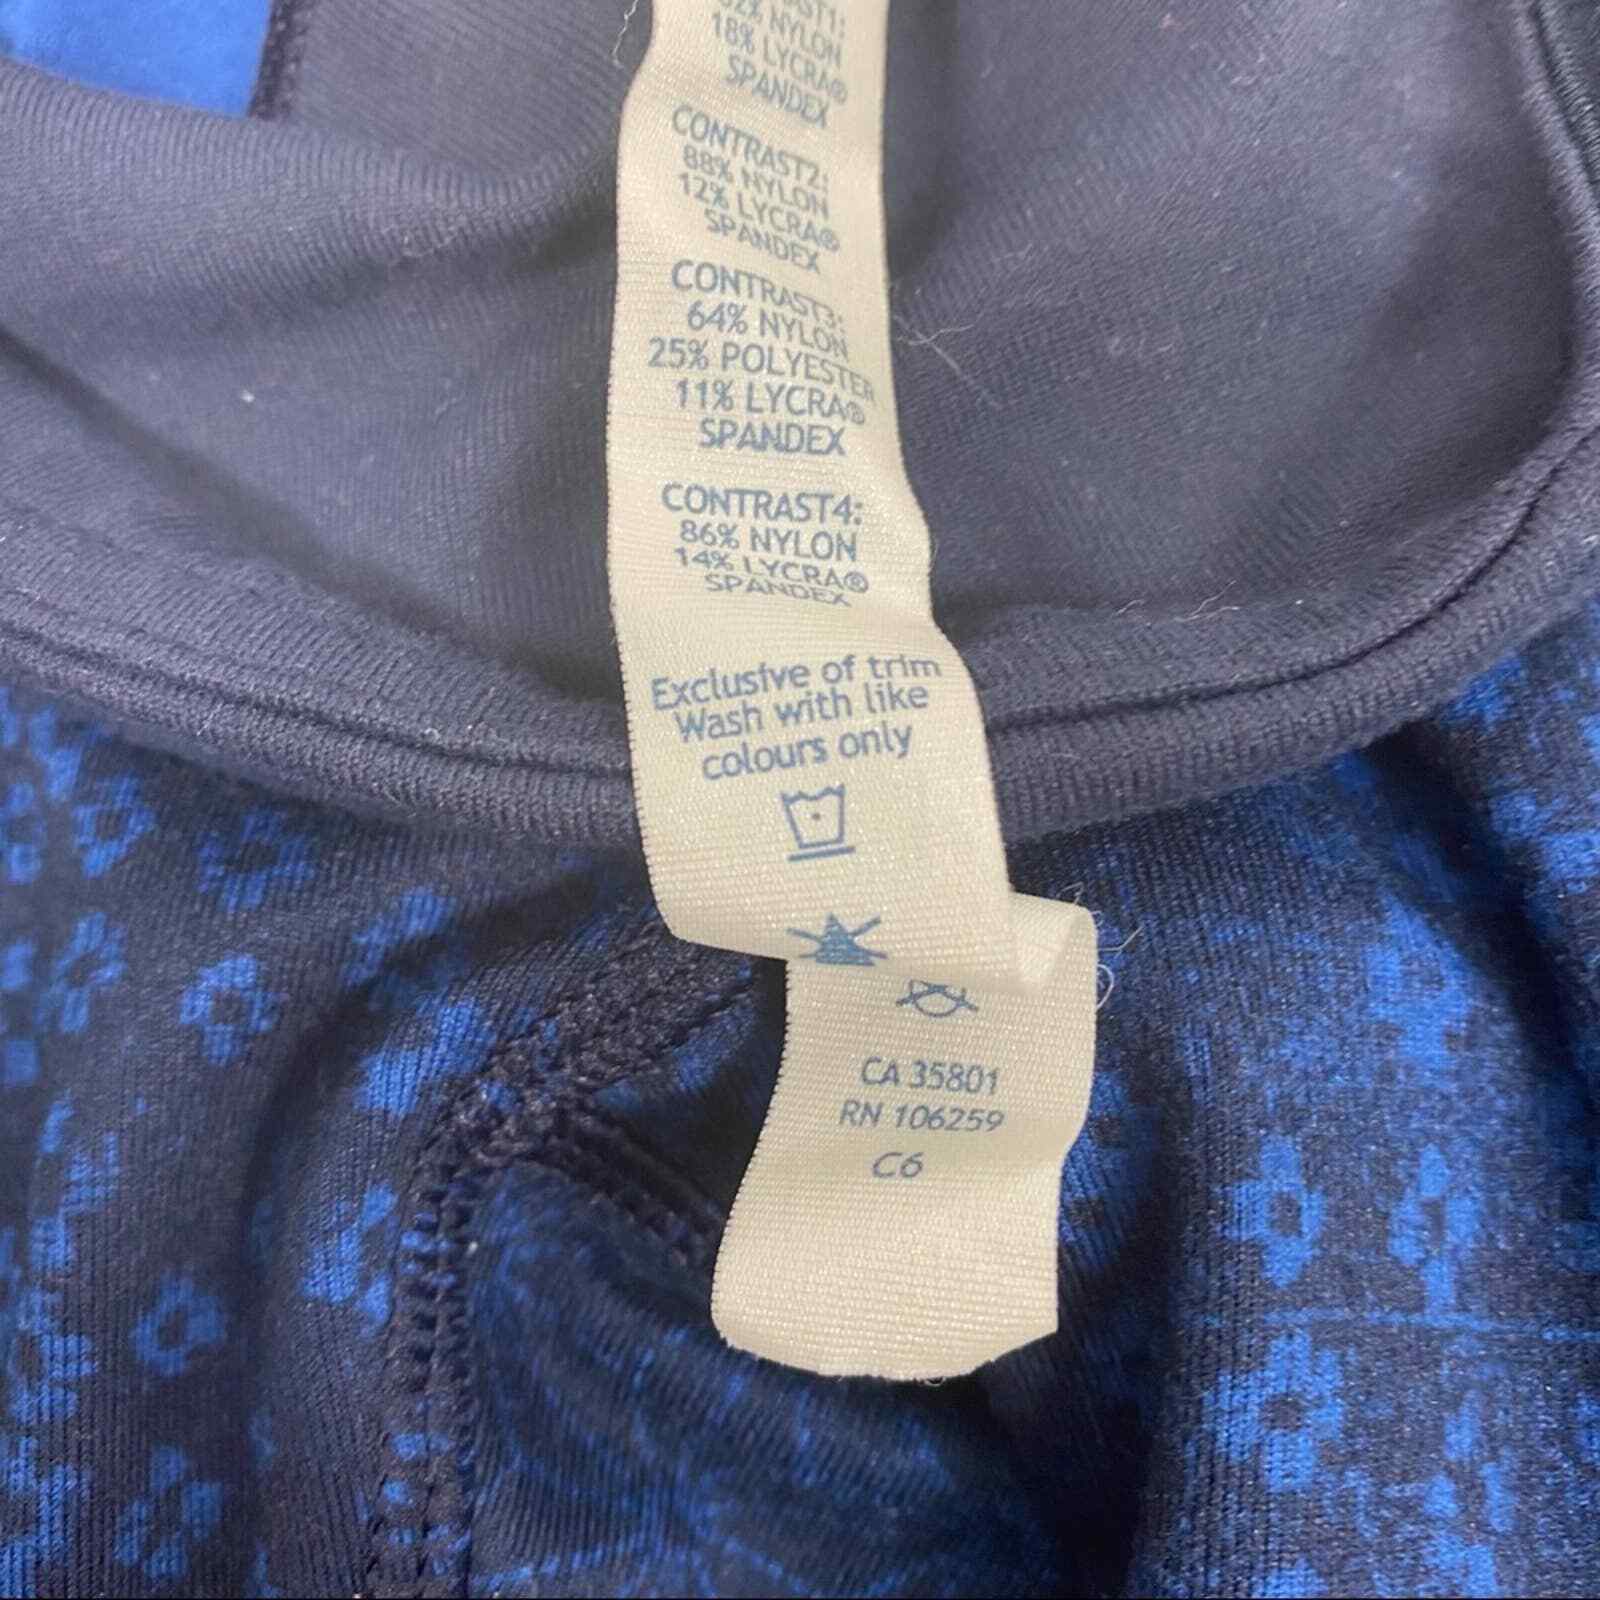 NYLON
18% LYCRA®
SPANDEX
CONTRAST2:
88% NYLON
12% LYCRA®
SPANDEX
CONTRAST3:
64% NYLON
25% POLYESTER
11% LYCRA®
SPANDEX
CONTRAST4:
86% NYLON
14% LYCRA®
SPANDEX
Exclusive of trim
Wash with like
colours only
CA 35801
RN 106259
C6